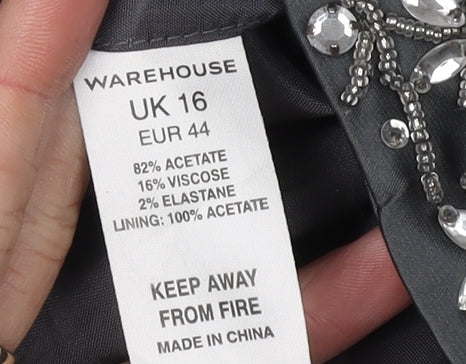 WAREHOUSE
UK 16
EUR 44
82% ACETATE
16% VISCOSE
2% ELASTANE
LINING: 100% ACETATE
KEEP AWAY
FROM FIRE
MADE IN CHINA